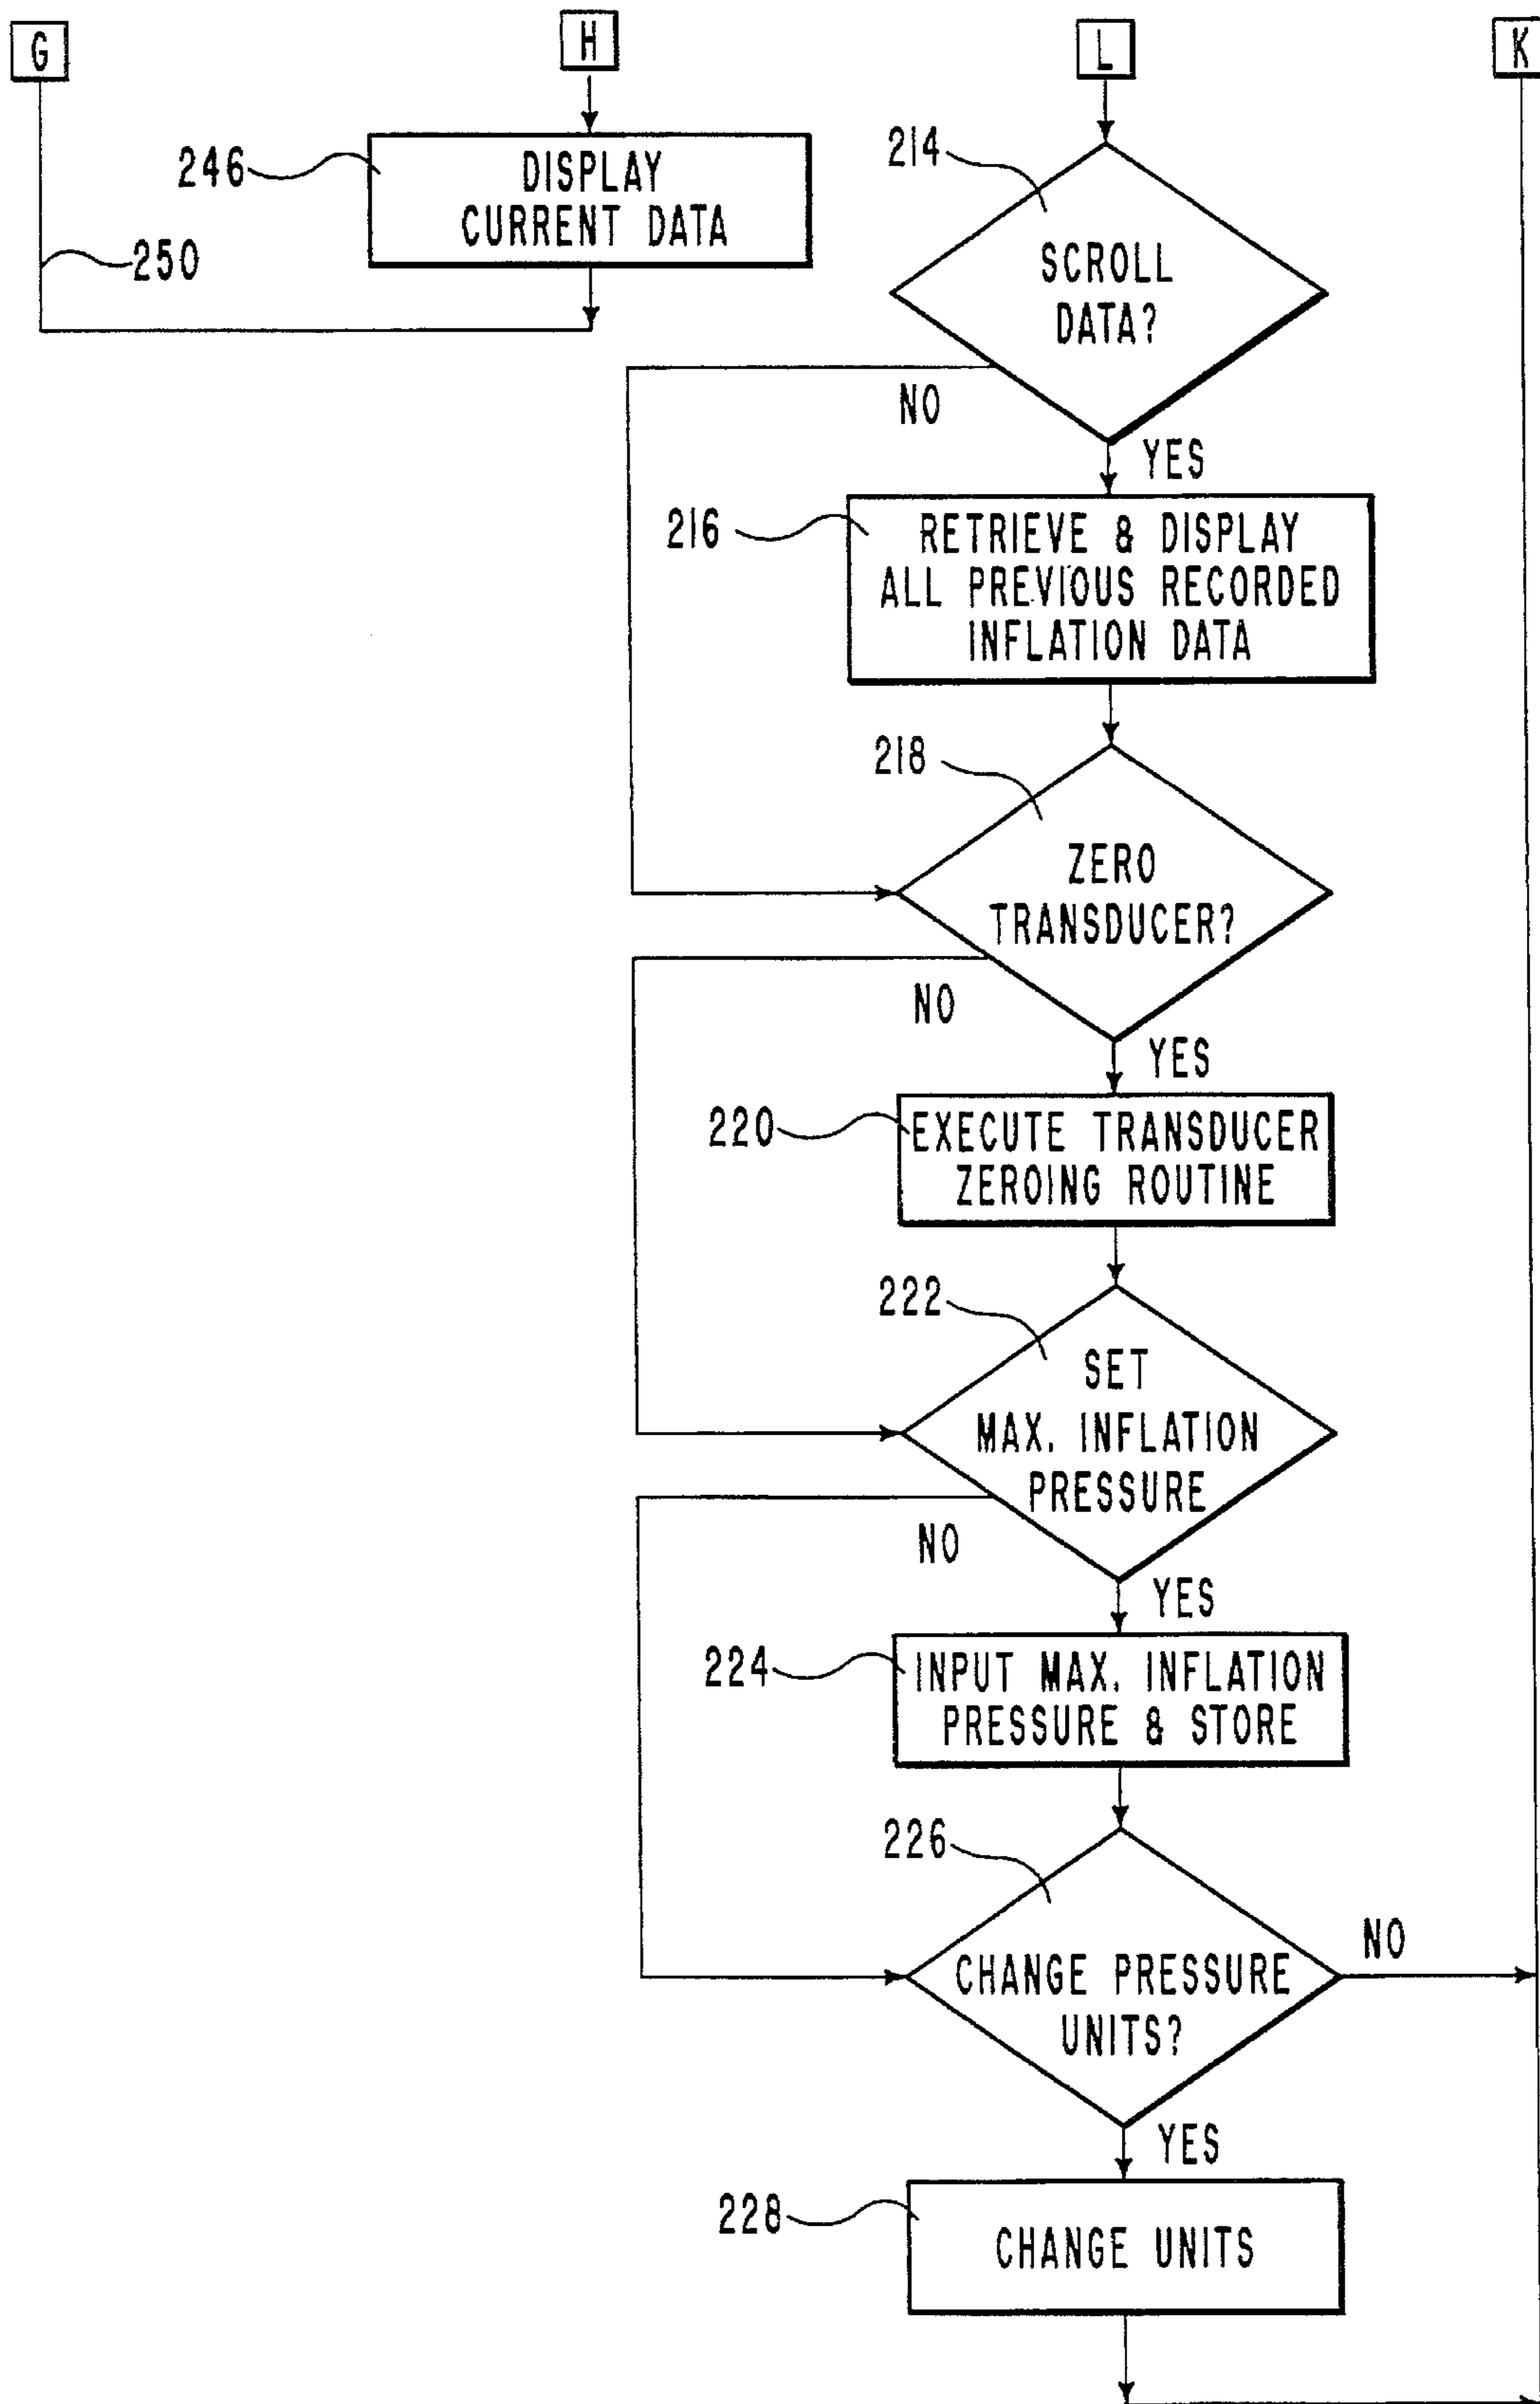 G
H
L
K
246
DISPLAY
CURRENT DATA
250
214
SCROLL
DATA?
NO
YES
216
RETRIEVE & DISPLAY
ALL PREVIOUS RECORDED
INFLATION DATA
218
ZERO
TRANSDUCER?
NO
YES
220
EXECUTE TRANSDUCER
ZEROING ROUTINE
222
SET
MAX. INFLATION
PRESSURE
NO
YES
224
INPUT MAX. INFLATION
PRESSURE & STORE
226
CHANGE PRESSURE
UNITS?
NO
YES
228
CHANGE UNITS